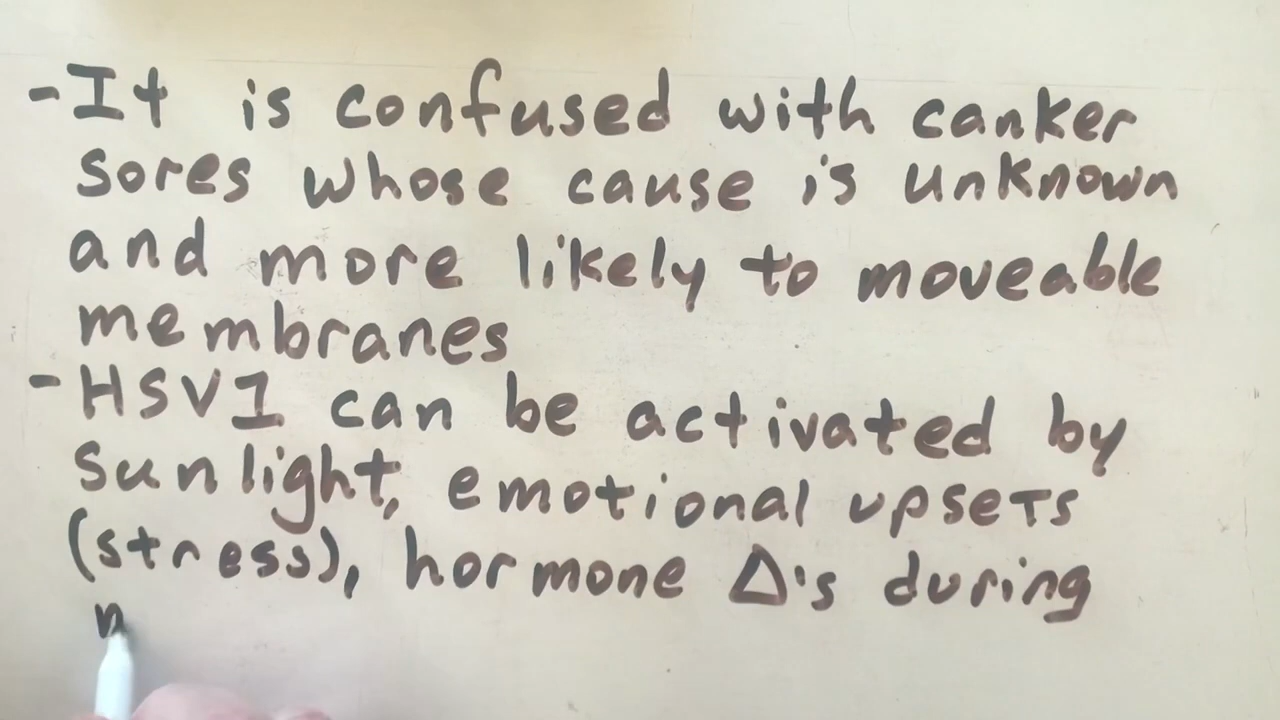 -It is confused with canker
sores whose cause is unknown
and more likely to moveable
membranes
-HSV1 can be activated by
sunlight, emotional upsets
(stress), hormone Δ's during